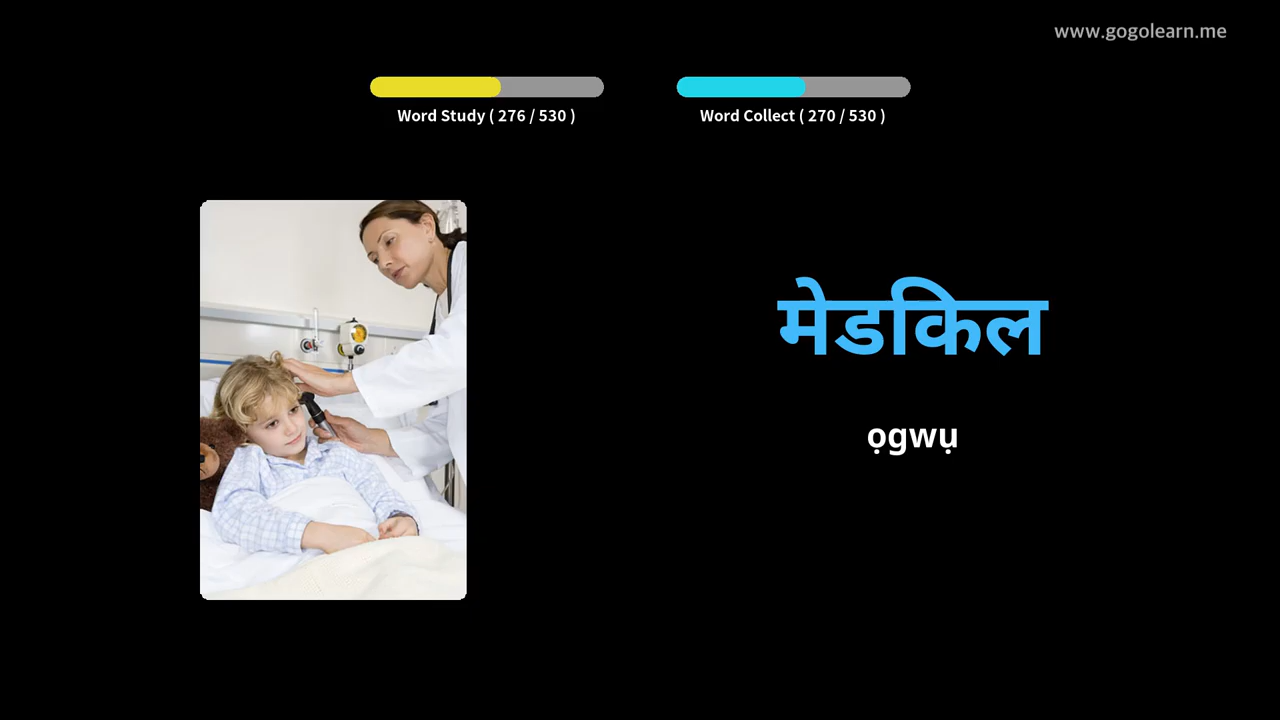 www.gogolearn.me
Word Study ( 276 / 530 )
Word Collect ( 270 / 530 )
मेडकिल
ọgwụ